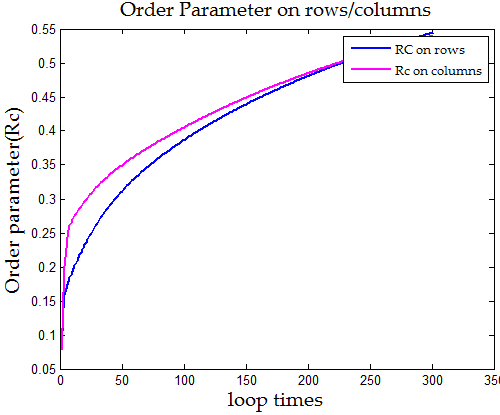 Order Parameter on rows/columns
0.55
0.5
0.45
0.4
0.35
0.3
0.25
0.2
0.15
0.1
0.05
Order parameter(Rc)
RC on rows
Rc on columns
0 50 100 150 200 250 300 350
loop times